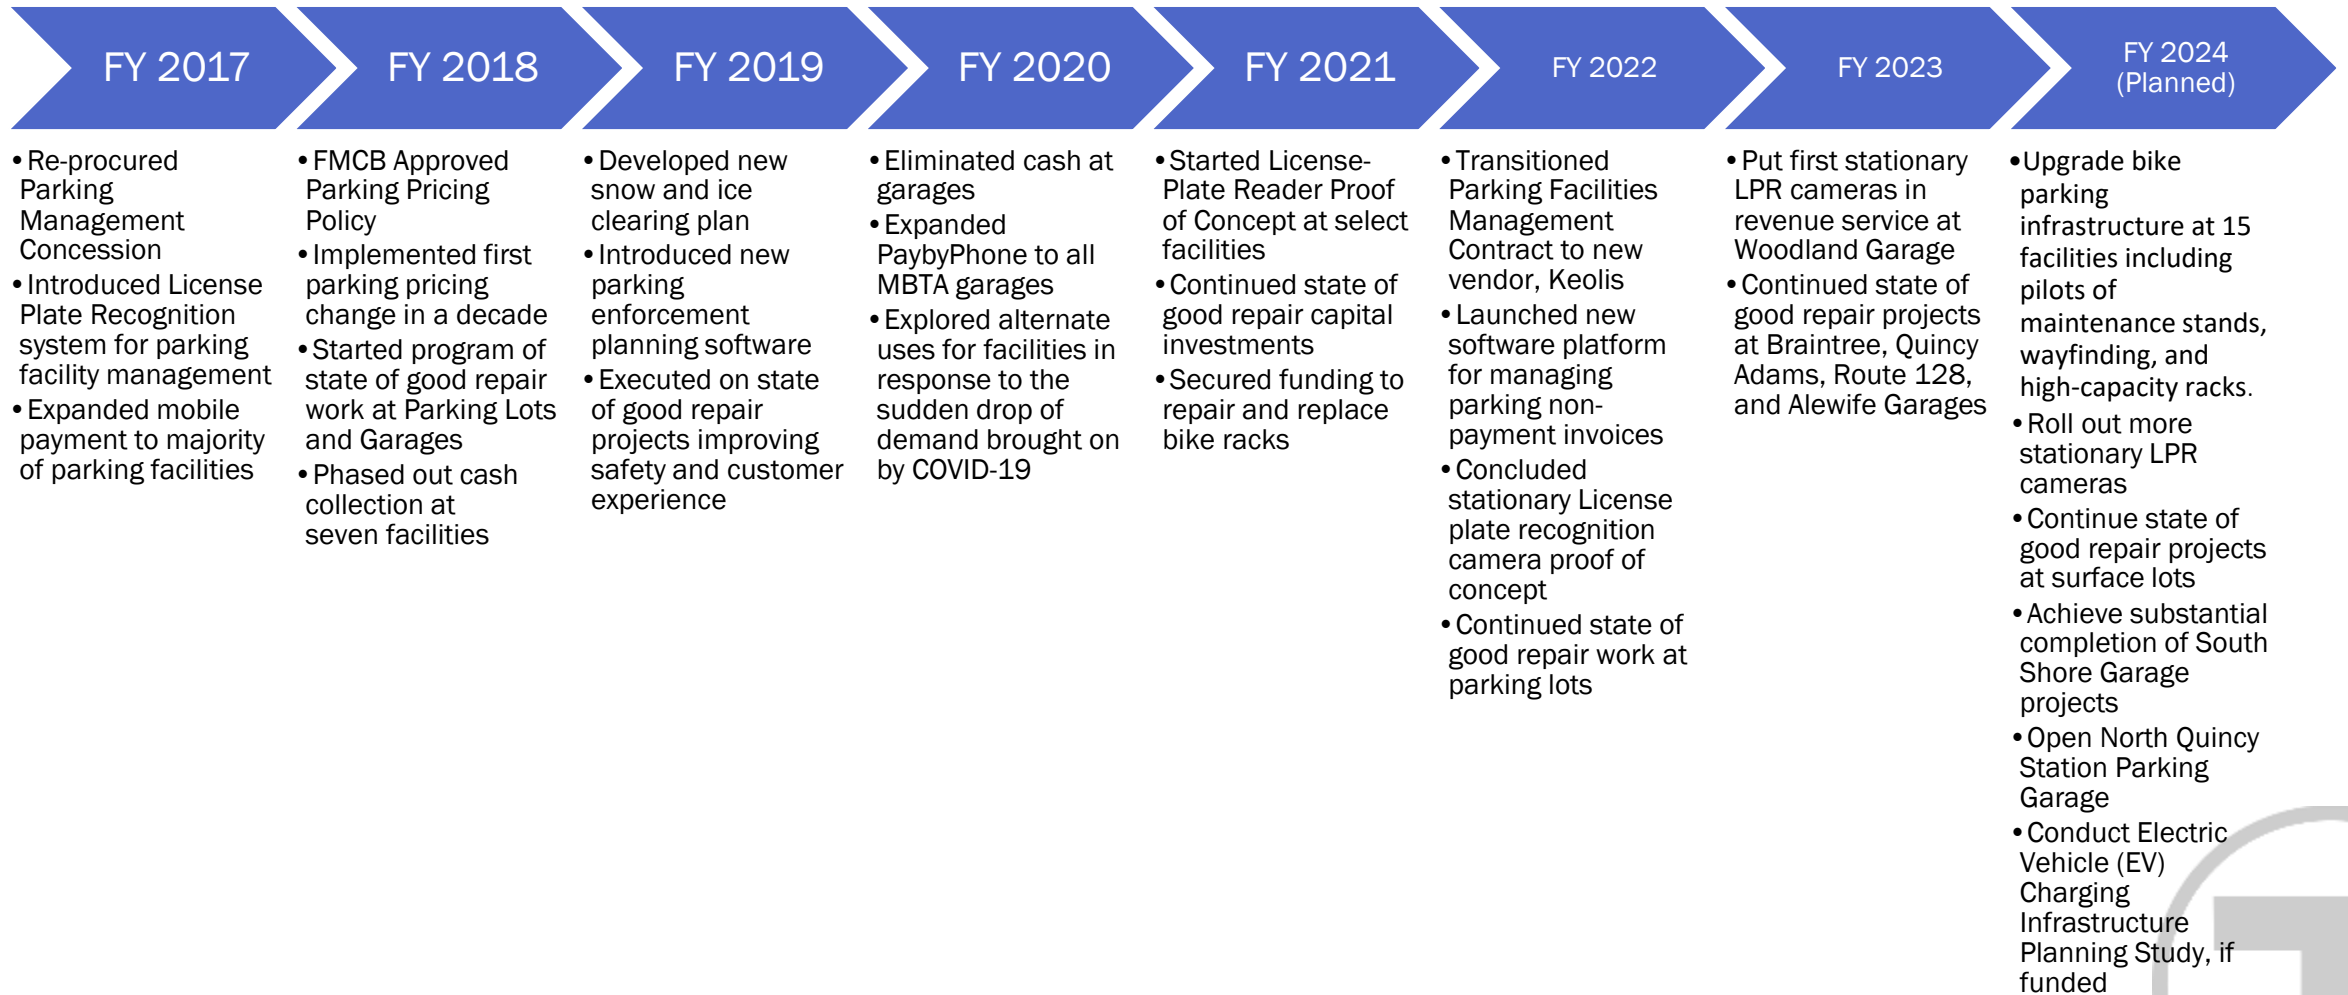 FY 2017
• Re-procured
Parking
Management
Concession
• Introduced License
Plate Recognition
system for parking
facility management
• Expanded mobile
payment to majority
of parking facilities
FY 2018
• FMCB Approved
Parking Pricing
Policy
• Implemented first
parking pricing
change in a decade
• Started program of
state of good repair
work at Parking Lots
and Garages
• Phased out cash
collection at
seven facilities
FY 2019
• Developed new
snow and ice
clearing plan
• Introduced new
parking
enforcement
planning software
• Executed on state
of good repair
projects improving
safety and customer
experience
FY 2020
• Eliminated cash at
garages
• Expanded
PaybyPhone to all
MBTA garages
• Explored alternate
uses for facilities in
response to the
sudden drop of
demand brought on
by COVID-19
FY 2021
• Started License-
Plate Reader Proof
of Concept at select
facilities
• Continued state of
good repair capital
investments
• Secured funding to
repair and replace
bike racks
FY 2022
• Transitioned
Parking Facilities
Management
Contract to new
vendor, Keolis
• Launched new
software platform
for managing
parking non-
payment invoices
• Concluded
stationary License
plate recognition
camera proof of
concept
• Continued state of
good repair work at
parking lots
FY 2023
• Put first stationary
LPR cameras in
revenue service at
Woodland Garage
• Continued state of
good repair projects
at Braintree, Quincy
Adams, Route 128,
and Alewife Garages
FY 2024
(Planned)
• Upgrade bike
parking
infrastructure at 15
facilities including
pilots of
maintenance stands,
wayfinding, and
high-capacity racks.
• Roll out more
stationary LPR
cameras
• Continue state of
good repair projects
at surface lots
• Achieve substantial
completion of South
Shore Garage
projects
• Open North Quincy
Station Parking
Garage
• Conduct Electric
Vehicle (EV)
Charging
Infrastructure
Planning Study, if
funded